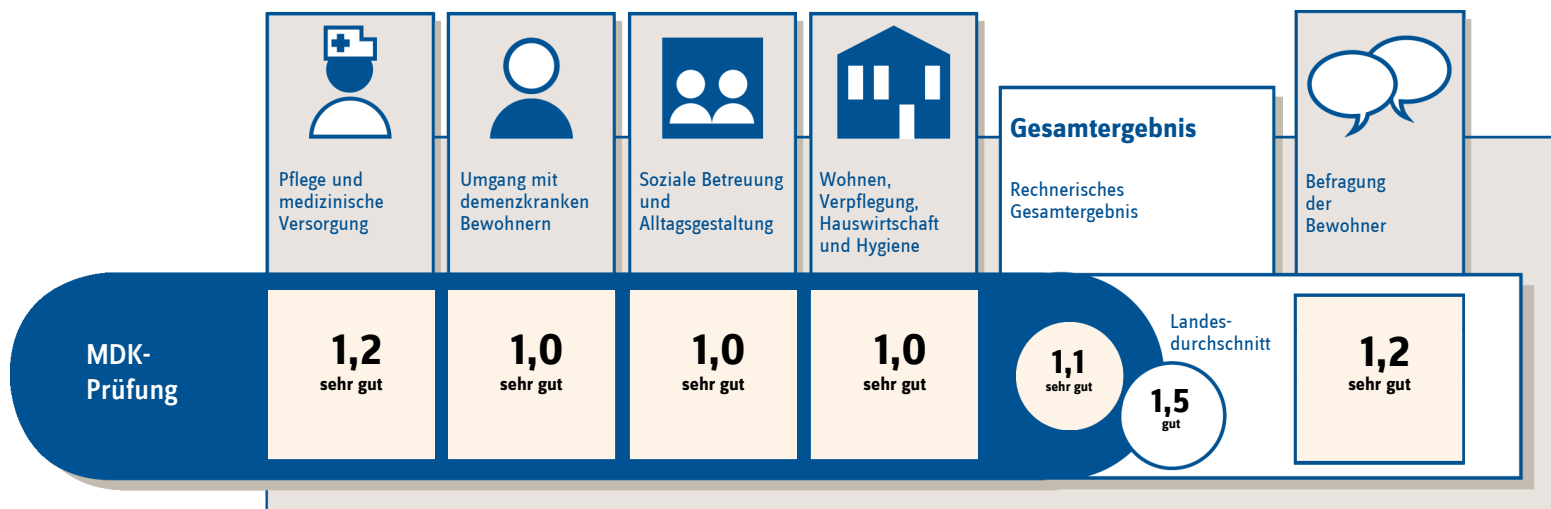 Pflege und
medizinische
Versorgung
Umgang mit
demenzkranken
Bewohnern
Soziale Betreuung
und
Alltagsgestaltung
Wohnen,
Verpflegung,
Hauswirtschaft
und Hygiene
Gesamtergebnis
Rechnerisches
Gesamtergebnis
Befragung
der
Bewohner
MDK-
Prüfung
1,2
sehr gut
1,0
sehr gut
1,0
sehr gut
1,0
sehr gut
1,1
sehr gut
Landes-
durchschnitt
1,5
gut
1,2
sehr gut